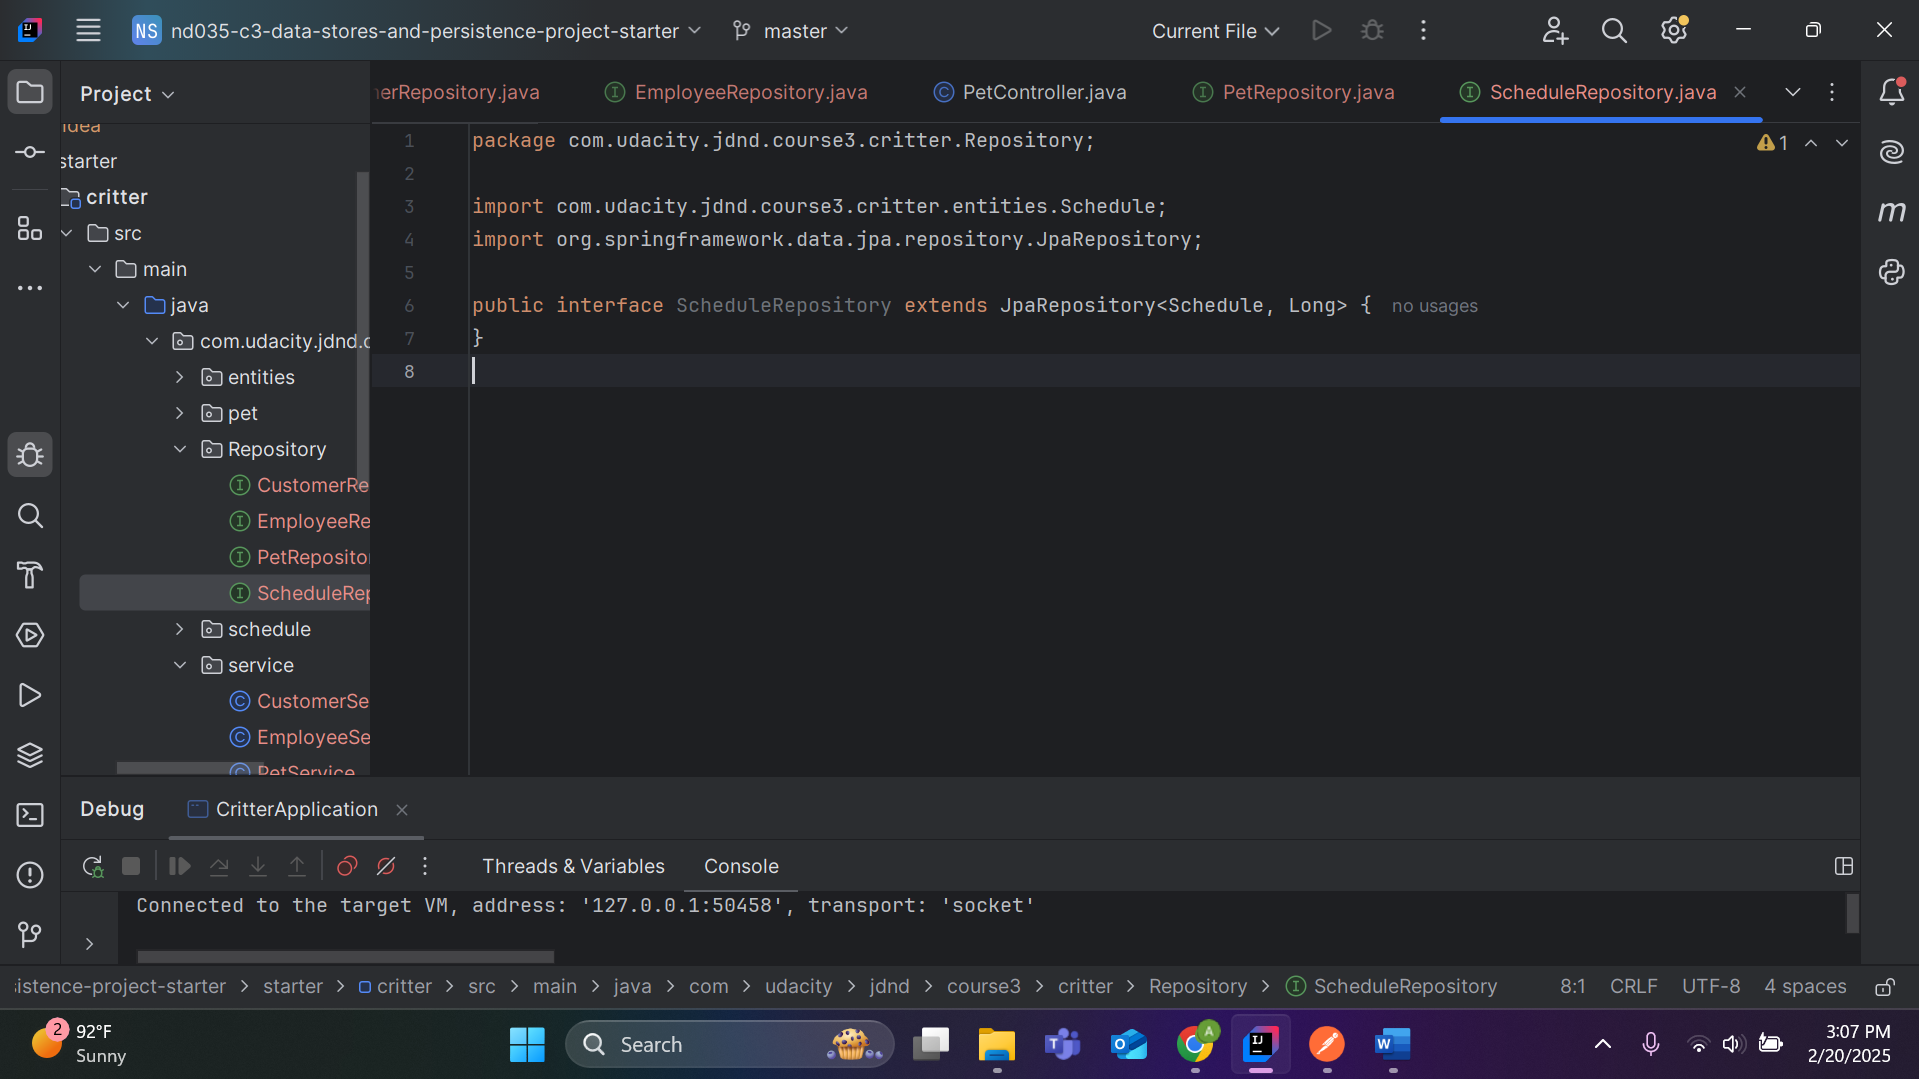 NS nd035-c3-data-stores-and-persistence-project-starter master Current File
Project
erRepository.java EmployeeRepository.java PetController.java PetRepository.java ScheduleRepository.java
idea
starter
critter
src
main
java
com.udacity.jdnd.c
entities
pet
Repository
CustomerRe
EmployeeRe
PetRepositor
ScheduleRep
schedule
service
CustomerSe
EmployeeSe
PetService
1 package com.udacity.jdnd.course3.critter.Repository;
2
3 import com.udacity.jdnd.course3.critter.entities.Schedule;
4 import org.springframework.data.jpa.repository.JpaRepository;
5
6 public interface ScheduleRepository extends JpaRepository<Schedule, Long> { no usages
7 }
8
1
Debug CritterApplication
Threads & Variables Console
Connected to the target VM, address: '127.0.0.1:50458', transport: 'socket'
sistence-project-starter > starter > critter > src > main > java > com > udacity > jdnd > course3 > critter > Repository > ScheduleRepository 8:1 CRLF UTF-8 4 spaces
2 92°F
Sunny
Search
A
3:07 PM
2/20/2025